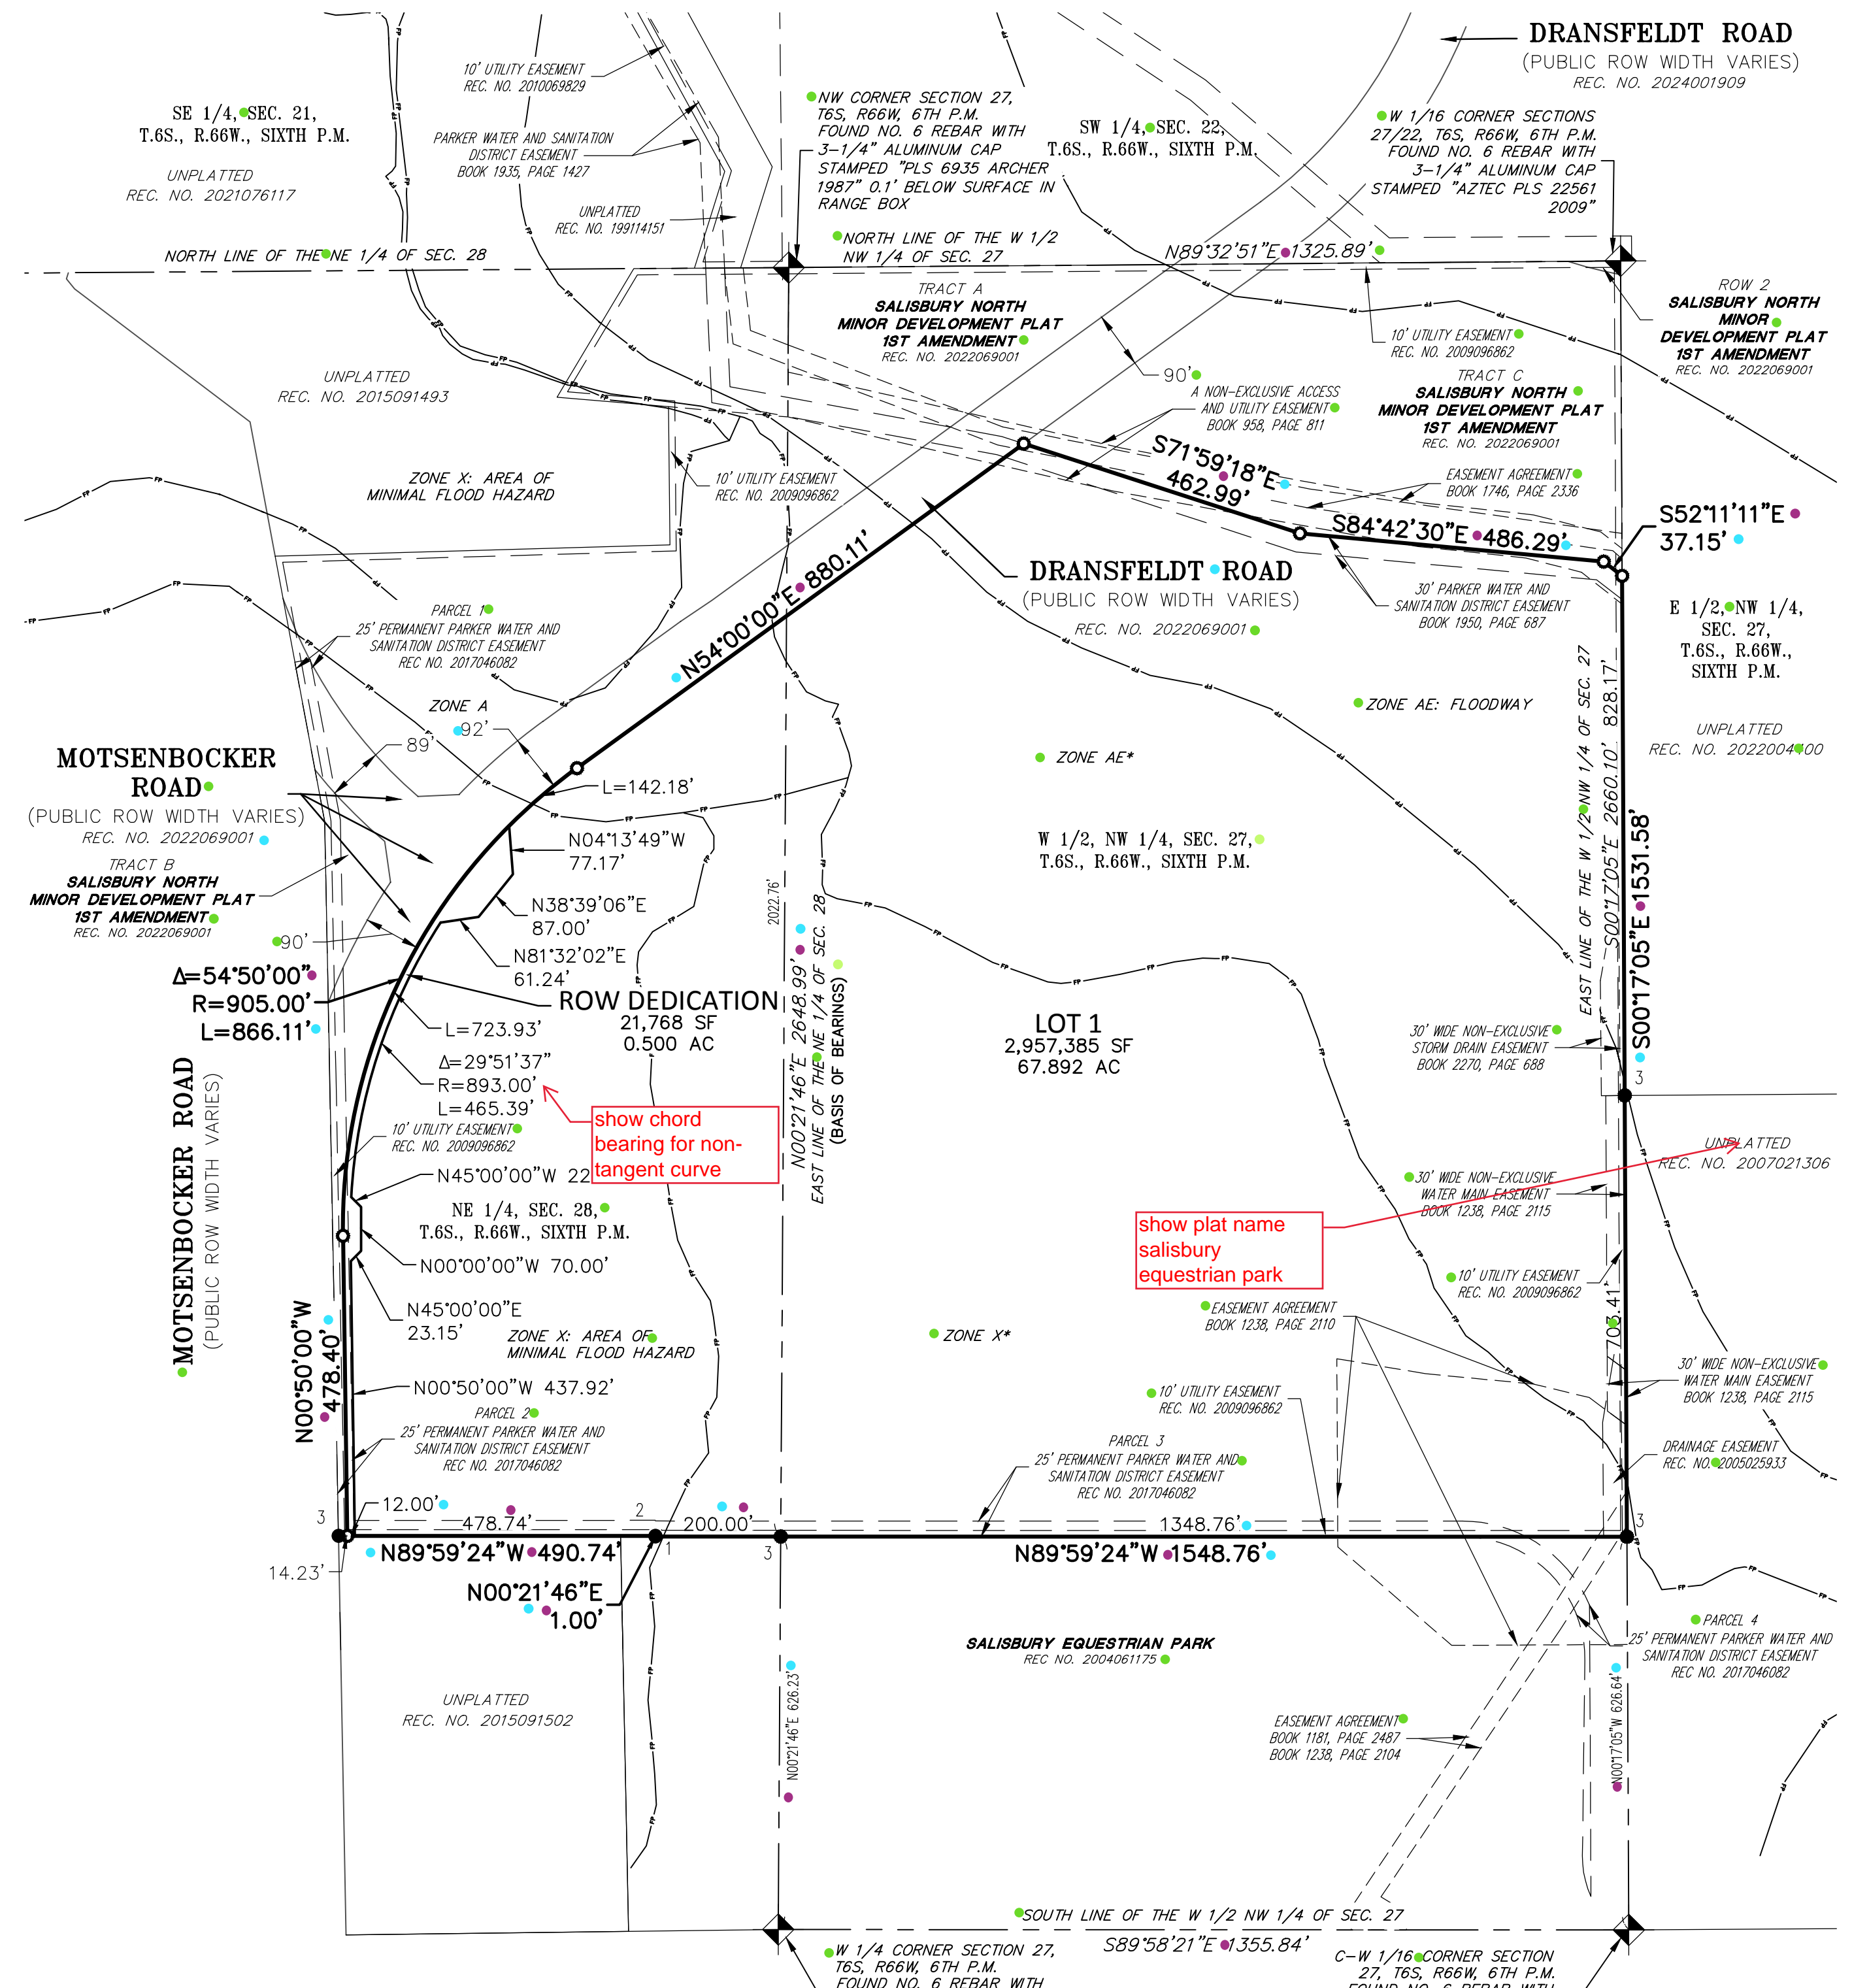 DRANSFELDT ROAD
(PUBLIC ROW WIDTH VARIES)
REC. NO. 2024001909
10' UTILITY EASEMENT
REC. NO. 2010069829
SE 1/4, SEC. 21,
T.6S., R.66W., SIXTH P.M.
UNPLATTED
REC. NO. 2021076117
PARKER WATER AND SANITATION
DISTRICT EASEMENT
BOOK 1935, PAGE 1427
UNPLATTED
REC. NO. 199114151
NW CORNER SECTION 27,
T6S, R66W, 6TH P.M.
FOUND NO. 6 REBAR WITH
3-1/4" ALUMINUM CAP
STAMPED "PLS 6935 ARCHER
1987" 0.1' BELOW SURFACE IN
RANGE BOX
SW 1/4, SEC. 22,
T.6S., R.66W., SIXTH P.M.
W 1/16 CORNER SECTIONS
27/22, T6S, R66W, 6TH P.M.
FOUND NO. 6 REBAR WITH
3-1/4" ALUMINUM CAP
STAMPED "AZTEC PLS 22561
2009"
NORTH LINE OF THE NE 1/4 OF SEC. 28
NORTH LINE OF THE W 1/2
NW 1/4 OF SEC. 27
N89°32'51"E 1325.89'
TRACT A
SALISBURY NORTH
MINOR DEVELOPMENT PLAT
1ST AMENDMENT
REC. NO. 2022069001
ROW 2
SALISBURY NORTH
MINOR
DEVELOPMENT PLAT
1ST AMENDMENT
REC. NO. 2022069001
10' UTILITY EASEMENT
REC. NO. 2009096862
UNPLATTED
REC. NO. 2015091493
90'
TRACT C
SALISBURY NORTH
MINOR DEVELOPMENT PLAT
1ST AMENDMENT
REC. NO. 2022069001
A NON-EXCLUSIVE ACCESS
AND UTILITY EASEMENT
BOOK 958, PAGE 811
S71°59'18"E
462.99'
EASEMENT AGREEMENT
BOOK 1746, PAGE 2336
ZONE X: AREA OF
MINIMAL FLOOD HAZARD
10' UTILITY EASEMENT
REC. NO. 2009096862
S84°42'30"E 486.29'
S52°11'11"E
37.15'
N54°00'00"E 880.11'
DRANSFELDT ROAD
(PUBLIC ROW WIDTH VARIES)
REC. NO. 2022069001
30' PARKER WATER AND
SANITATION DISTRICT EASEMENT
BOOK 1950, PAGE 687
E 1/2, NW 1/4,
SEC. 27,
T.6S., R.66W.,
SIXTH P.M.
PARCEL 1
25' PERMANENT PARKER WATER AND
SANITATION DISTRICT EASEMENT
REC NO. 2017046082
ZONE A
92'
89'
ZONE AE: FLOODWAY
UNPLATTED
REC. NO. 2022004400
EAST LINE OF THE W 1/2 NW 1/4 OF SEC. 27
S00°17'05"E 2660.10'
828.17'
S00°17'05"E 1531.58'
703.41'
MOTSENBOCKER
ROAD
(PUBLIC ROW WIDTH VARIES)
REC. NO. 2022069001
ZONE AE*
L=142.18'
N04°13'49"W
77.17'
W 1/2, NW 1/4, SEC. 27,
T.6S., R.66W., SIXTH P.M.
TRACT B
SALISBURY NORTH
MINOR DEVELOPMENT PLAT
1ST AMENDMENT
REC. NO. 2022069001
90'
N38°39'06"E
87.00'
N81°32'02"E
61.24'
2022.76'
N00°21'46"E 2648.99'
EAST LINE OF THE NE 1/4 OF SEC. 28
(BASIS OF BEARINGS)
Δ=54°50'00"
R=905.00'
L=866.11'
ROW DEDICATION
21,768 SF
0.500 AC
LOT 1
2,957,385 SF
67.892 AC
L=723.93'
Δ=29°51'37"
R=893.00'
L=465.39'
show chord
bearing for non-
tangent curve
30' WIDE NON-EXCLUSIVE
STORM DRAIN EASEMENT
BOOK 2270, PAGE 688
3
MOTSENBOCKER ROAD
(PUBLIC ROW WIDTH VARIES)
10' UTILITY EASEMENT
REC. NO. 2009096862
UNPLATTED
REC. NO. 2007021306
N45°00'00"W 22
30' WIDE NON-EXCLUSIVE
WATER MAIN EASEMENT
BOOK 1238, PAGE 2115
NE 1/4, SEC. 28,
T.6S., R.66W., SIXTH P.M.
show plat name
salisbury
equestrian park
N00°00'00"W 70.00'
10' UTILITY EASEMENT
REC. NO. 2009096862
N45°00'00"E
23.15'
ZONE X: AREA OF
MINIMAL FLOOD HAZARD
ZONE X*
EASEMENT AGREEMENT
BOOK 1238, PAGE 2110
N00°50'00"W
478.40'
N00°50'00"W 437.92'
30' WIDE NON-EXCLUSIVE
WATER MAIN EASEMENT
BOOK 1238, PAGE 2115
10' UTILITY EASEMENT
REC. NO. 2009096862
PARCEL 2
25' PERMANENT PARKER WATER AND
SANITATION DISTRICT EASEMENT
REC NO. 2017046082
PARCEL 3
25' PERMANENT PARKER WATER AND
SANITATION DISTRICT EASEMENT
REC NO. 2017046082
DRAINAGE EASEMENT
REC. NO. 2005025933
3
12.00'
478.74'
2
200.00'
1348.76'
3
N89°59'24"W 490.74'
1
3
N89°59'24"W 1548.76'
14.23'
N00°21'46"E
1.00'
SALISBURY EQUESTRIAN PARK
REC NO. 2004061175
PARCEL 4
25' PERMANENT PARKER WATER AND
SANITATION DISTRICT EASEMENT
REC NO. 2017046082
N00°21'46"E 626.23'
N00°17'05"W 626.64'
UNPLATTED
REC. NO. 2015091502
EASEMENT AGREEMENT
BOOK 1181, PAGE 2487
BOOK 1238, PAGE 2104
SOUTH LINE OF THE W 1/2 NW 1/4 OF SEC. 27
S89°58'21"E 1355.84'
W 1/4 CORNER SECTION 27,
T6S, R66W, 6TH P.M.
FOUND NO. 6 REBAR WITH
C-W 1/16 CORNER SECTION
27, T6S, R66W, 6TH P.M.
FOUND NO. 6 REBAR WITH